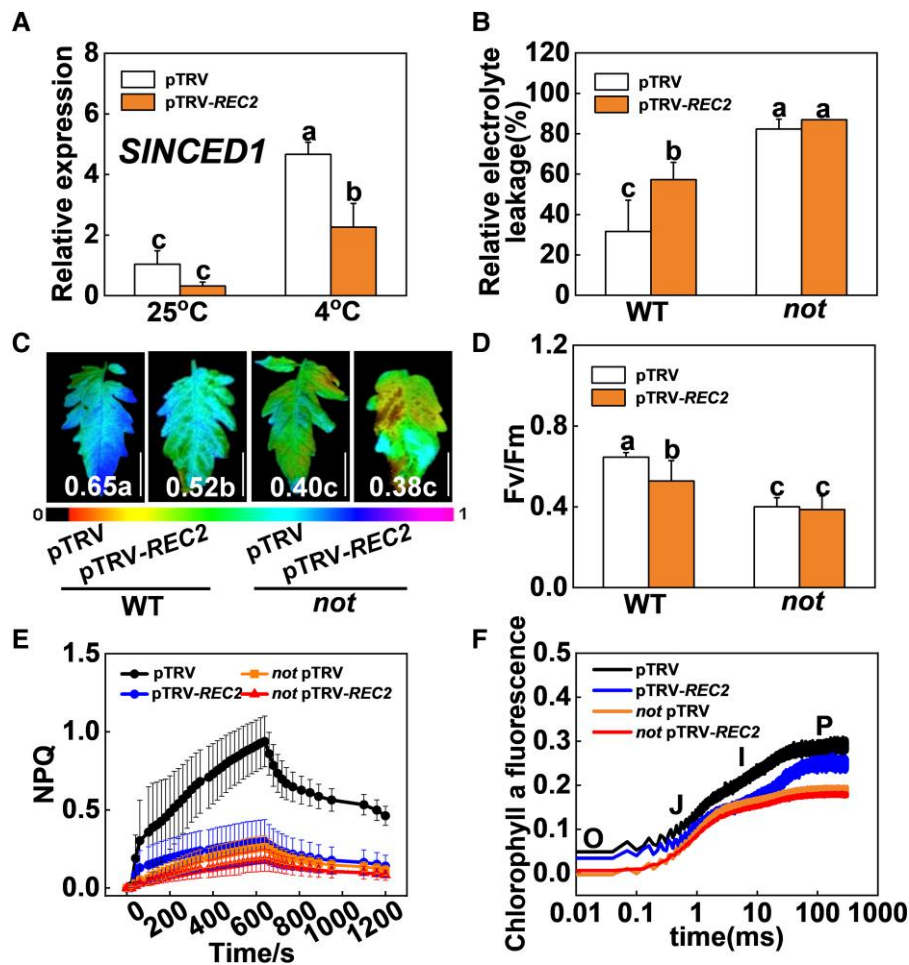 A
Relative expression
8
6
4
2
0
pTRV
pTRV-REC2
SlNCED1
c
c
a
b
25°C
4°C
B
Relative electrolyte
leakage(%)
120
100
80
60
40
20
0
pTRV
pTRV-REC2
c
b
a
a
WT
not
C
0.65a
0.52b
0.40c
0.38c
0
1
pTRV
pTRV-REC2
pTRV
pTRV-REC2
WT
not
D
Fv/Fm
1.2
0.8
0.4
0.0
pTRV
pTRV-REC2
a
b
c
c
WT
not
E
NPQ
1.5
1.0
0.5
0.0
pTRV
not pTRV
pTRV-REC2
not pTRV-REC2
0
200
400
600
800
1000
1200
Time/s
F
Chlorophyll a fluorescence
0.5
0.4
0.3
0.2
0.1
0.0
pTRV
pTRV-REC2
not pTRV
not pTRV-REC2
O
J
I
P
0.01
0.1
1
10
100
1000
time(ms)